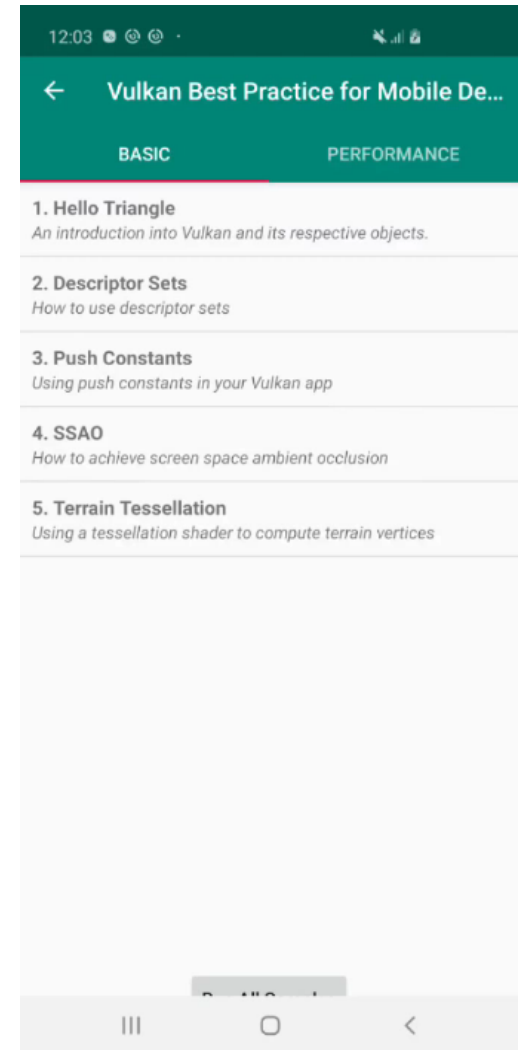 12:03
Vulkan Best Practice for Mobile De...
BASIC PERFORMANCE
1. Hello Triangle
An introduction into Vulkan and its respective objects.
2. Descriptor Sets
How to use descriptor sets
3. Push Constants
Using push constants in your Vulkan app
4. SSAO
How to achieve screen space ambient occlusion
5. Terrain Tessellation
Using a tessellation shader to compute terrain vertices